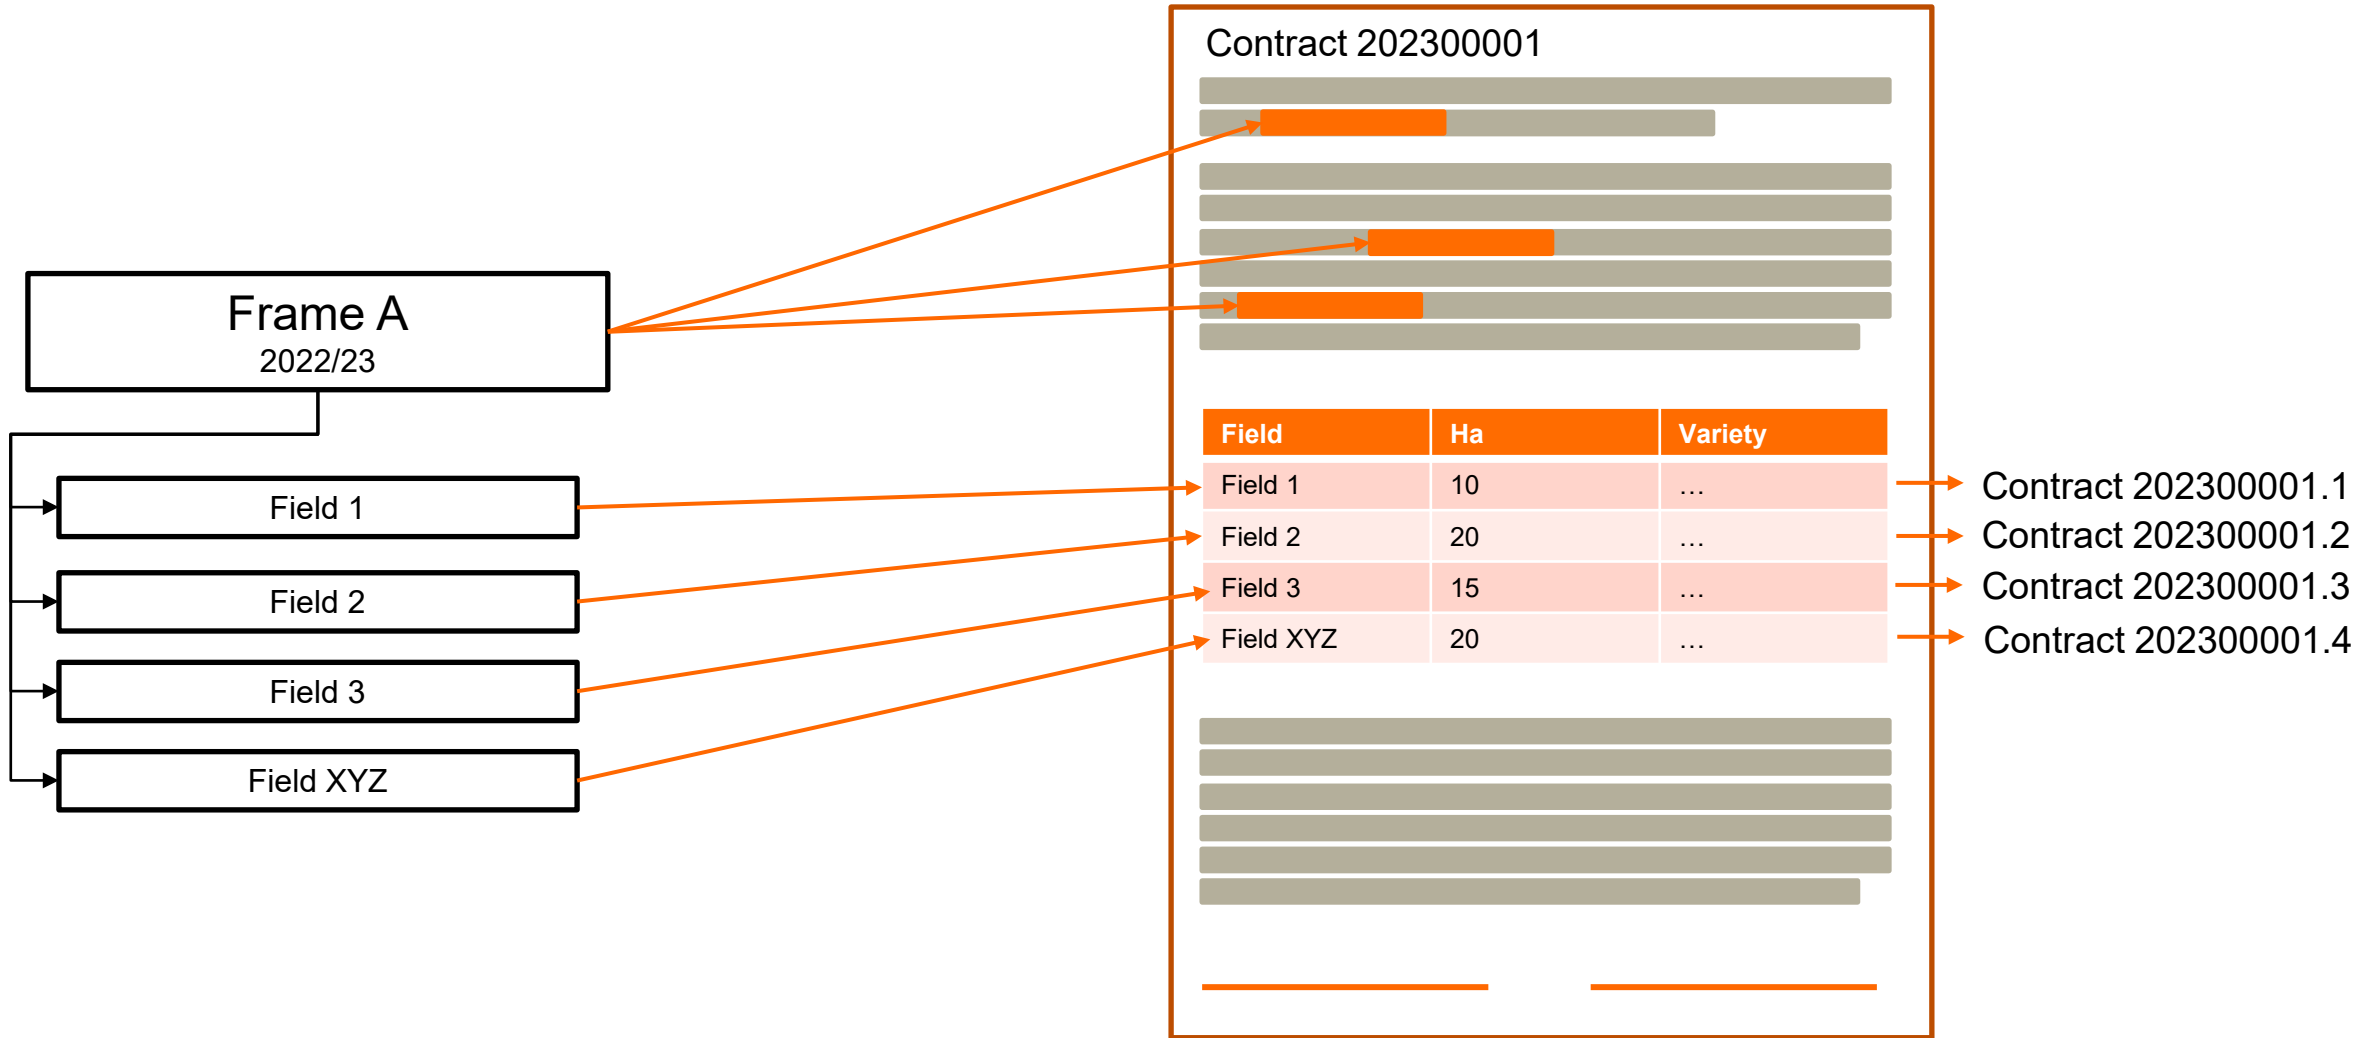 Contract 202300001
Frame A
2022/23
Field 1
Field 2
Field 3
Field XYZ
Field Ha Variety
Field 1 10 …
Field 2 20 …
Field 3 15 …
Field XYZ 20 …
Contract 202300001.1
Contract 202300001.2
Contract 202300001.3
Contract 202300001.4